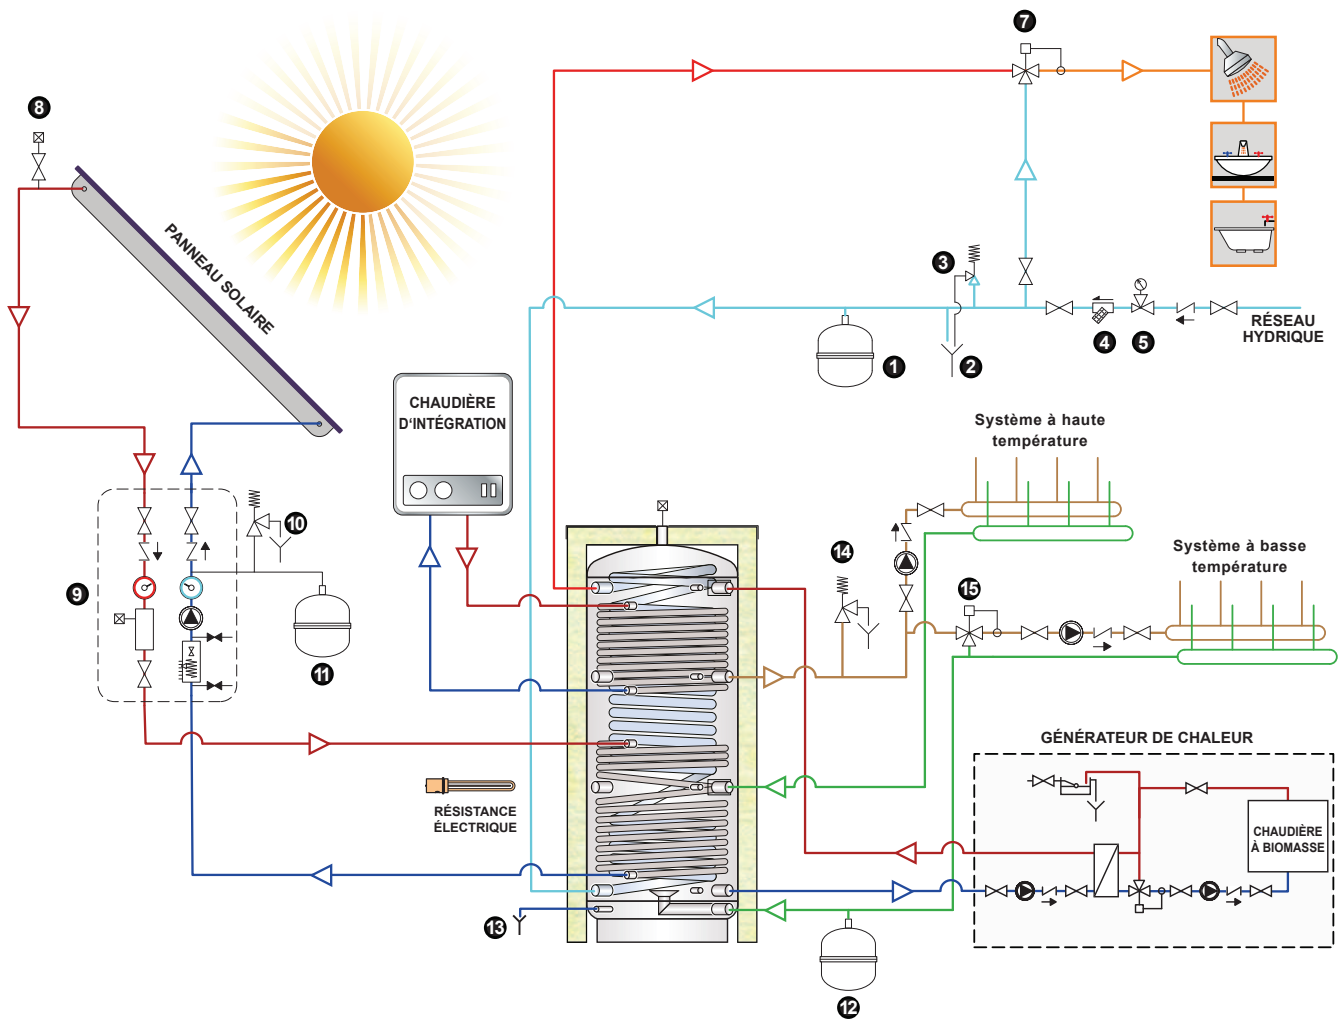 7
8
PANNEAU SOLAIRE
3
RÉSEAU
HYDRIQUE
4
5
1
2
CHAUDIÈRE
D'INTÉGRATION
Système à haute
température
10
14
Système à basse
température
15
9
11
GÉNÉRATEUR DE CHALEUR
RÉSISTANCE
ÉLECTRIQUE
CHAUDIÈRE
À BIOMASSE
13
12